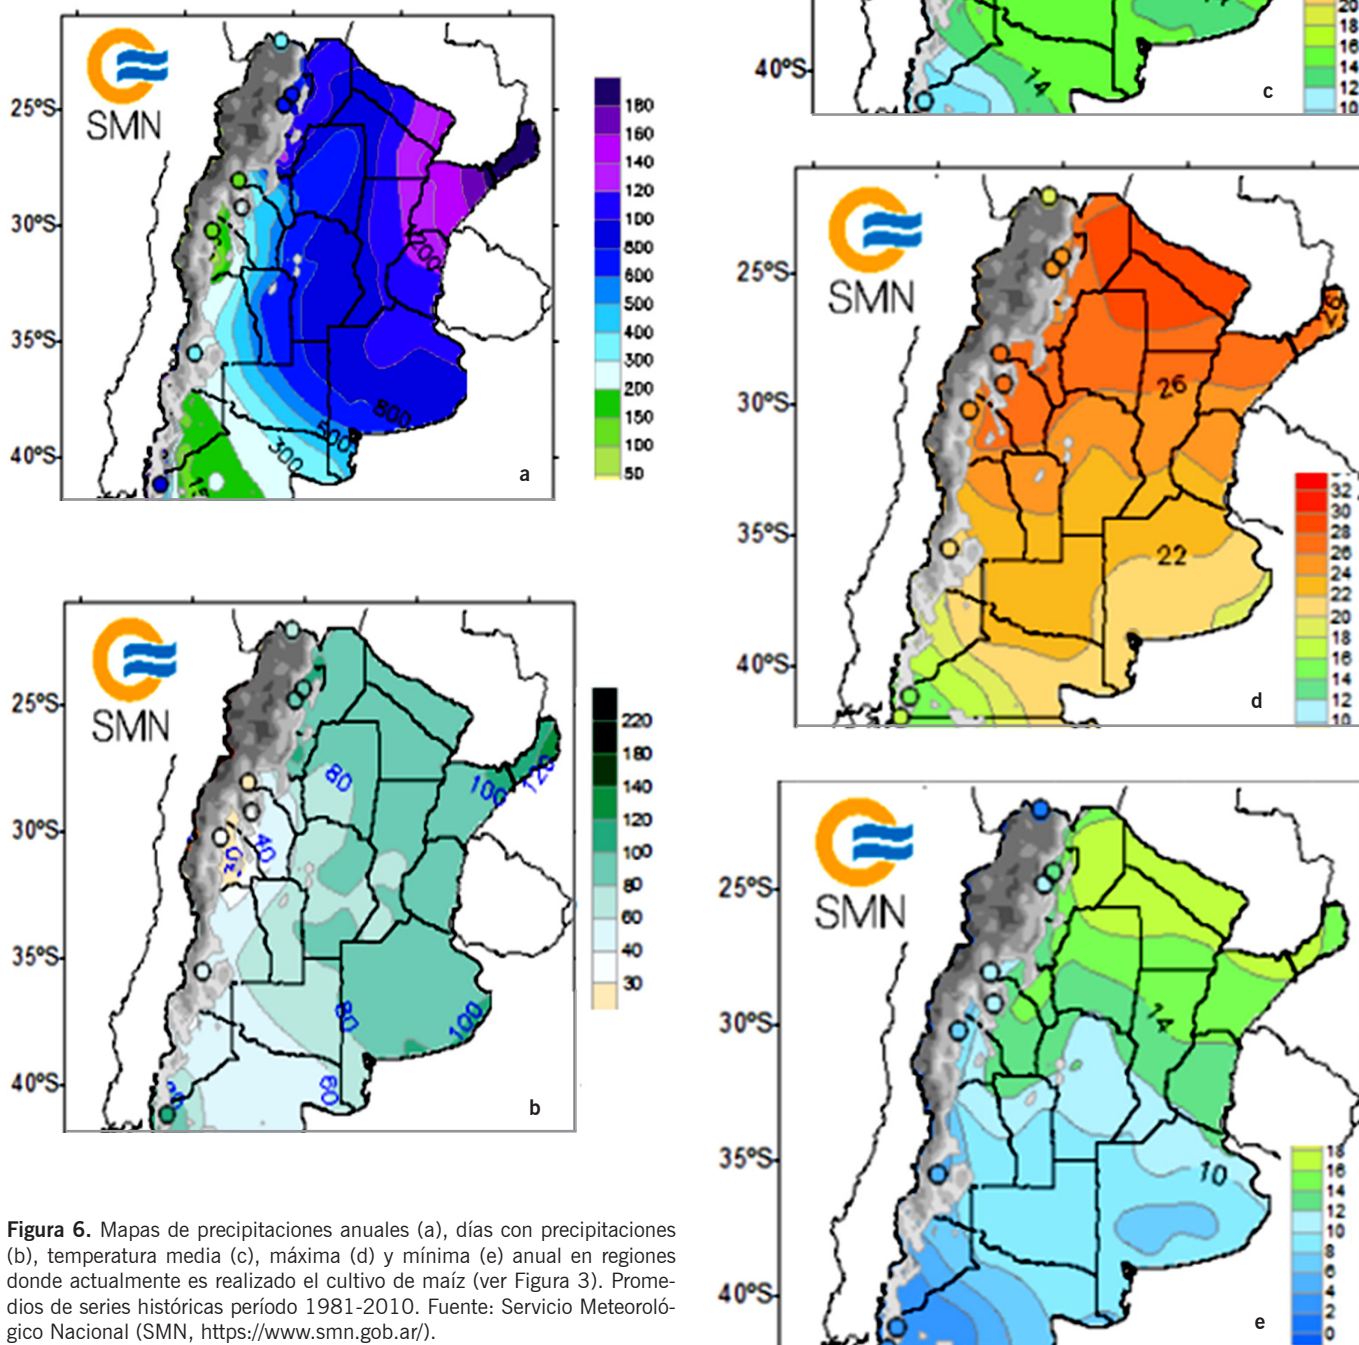 SMN
25ºS
30ºS
35ºS
40ºS
200
800
500
300
15
180
160
140
120
100
800
600
500
400
300
200
150
100
50
a
SMN
25ºS
30ºS
35ºS
40ºS
80
100
120
40
80
100
60
220
180
140
120
100
80
60
40
30
b
Figura 6. Mapas de precipitaciones anuales (a), días con precipitaciones
(b), temperatura media (c), máxima (d) y mínima (e) anual en regiones
donde actualmente es realizado el cultivo de maíz (ver Figura 3). Prome-
dios de series históricas período 1981-2010. Fuente: Servicio Meteoroló-
gico Nacional (SMN, https://www.smn.gob.ar/).
40ºS
14
20
18
16
14
12
10
c
SMN
25ºS
30ºS
35ºS
40ºS
26
26
22
32
30
28
26
24
22
20
18
16
14
12
10
d
SMN
25ºS
30ºS
35ºS
40ºS
14
10
18
16
14
12
10
8
6
4
2
0
e